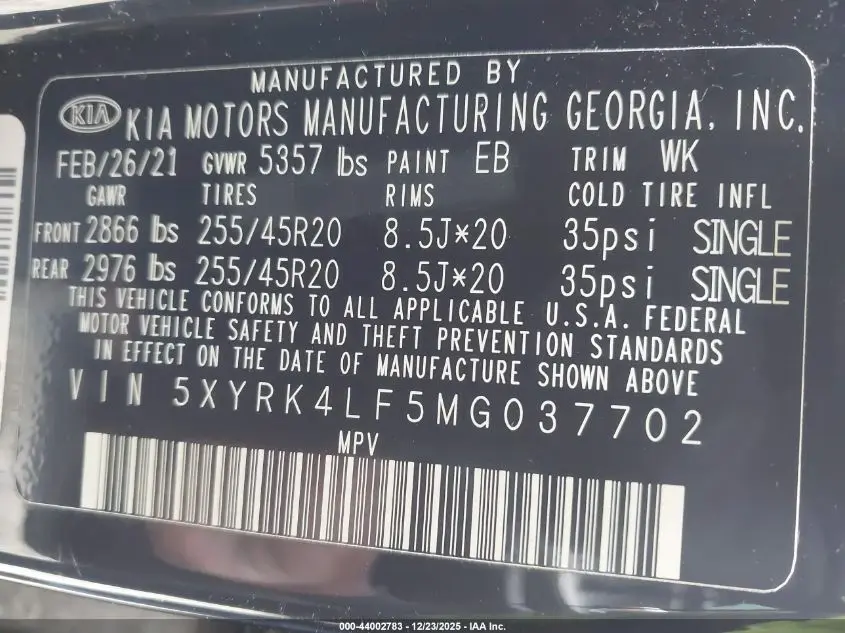 MANUFACTURED BY
KIA KIA MOTORS MANUFACTURING GEORGIA, INC.
FEB/26/21 GVWR 5357 lbs PAINT EB TRIM WK
GAWR TIRES RIMS COLD TIRE INFL
FRONT 2866 lbs 255/45R20 8.5J*20 35psi SINGLE
REAR 2976 lbs 255/45R20 8.5J*20 35psi SINGLE
THIS VEHICLE CONFORMS TO ALL APPLICABLE U.S.A. FEDERAL
MOTOR VEHICLE SAFETY AND THEFT PREVENTION STANDARDS
IN EFFECT ON THE DATE OF MANUFACTURE SHOWN ABOVE
VIN 5XYRK4LF5MG037702
MPV
000-44002783 - 12/23/2025 - IAA Inc.